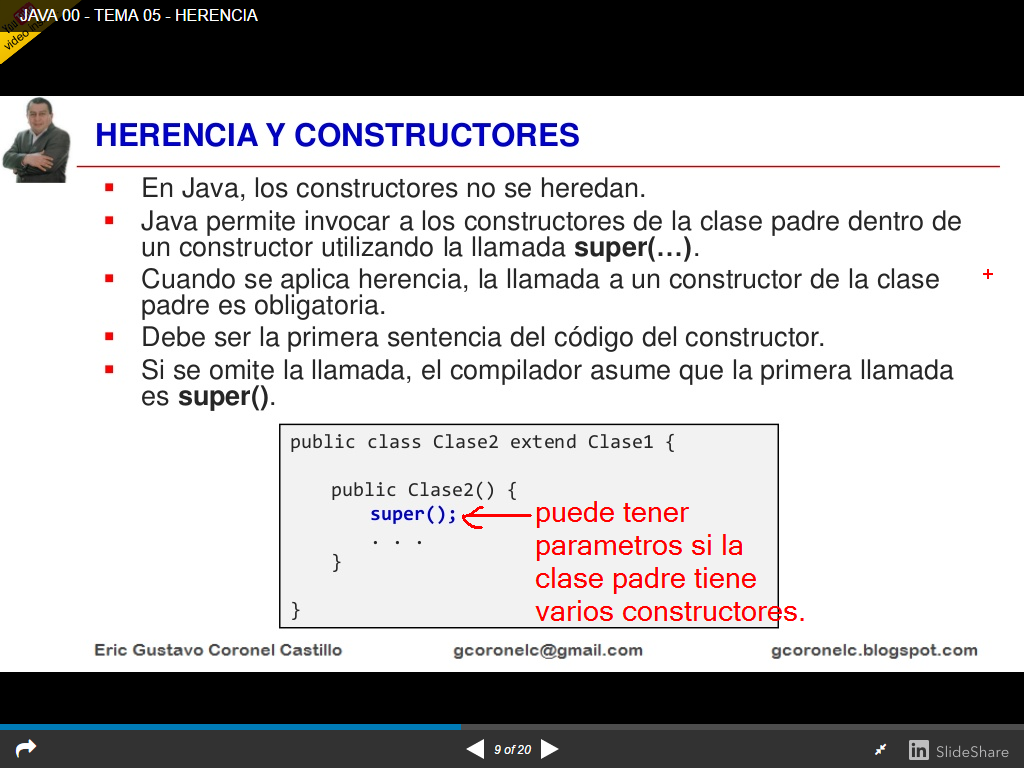 JAVA 00 - TEMA 05 - HERENCIA
HERENCIA Y CONSTRUCTORES
En Java, los constructores no se heredan.
Java permite invocar a los constructores de la clase padre dentro de
un constructor utilizando la llamada super(…).
Cuando se aplica herencia, la llamada a un constructor de la clase
padre es obligatoria.
Debe ser la primera sentencia del código del constructor.
Si se omite la llamada, el compilador asume que la primera llamada
es super().
public class Clase2 extend Clase1 {
public Clase2() {
super();
. . .
}
}
puede tener
parametros si la
clase padre tiene
varios constructores.
Eric Gustavo Coronel Castillo
gcoronelc@gmail.com
gcoronelc.blogspot.com
9 of 20
in SlideShare